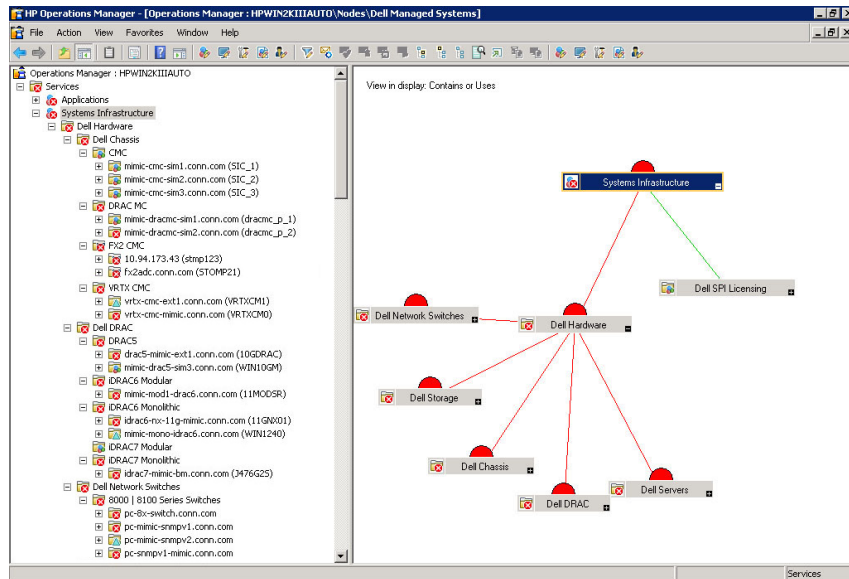 HP Operations Manager - [Operations Manager : HPWIN2KIIIAUTO\Nodes\Dell Managed Systems]
File Action View Favorites Window Help
Operations Manager : HPWIN2KIIIAUTO
Services
Applications
Systems Infrastructure
Dell Hardware
Dell Chassis
CMC
mimic-cmc-sim1.conn.com (SIC_1)
mimic-cmc-sim2.conn.com (SIC_2)
mimic-cmc-sim3.conn.com (SIC_3)
DRAC MC
mimic-dracmc-sim1.conn.com (dracmc_p_1)
mimic-dracmc-sim2.conn.com (dracmc_p_2)
FX2 CMC
10.94.173.43 (stmp123)
fx2adc.conn.com (STOMP21)
VRTX CMC
vrtx-cmc-ext1.conn.com (VRTXCM1)
vrtx-cmc-mimic.conn.com (VRTXCM0)
Dell DRAC
DRAC5
drac5-mimic-ext1.conn.com (10GDRAC)
mimic-drac5-sim3.conn.com (WIN10GM)
iDRAC6 Modular
mimic-mod1-drac6.conn.com (11MODSR)
iDRAC6 Monolithic
idrac6-nx-11g-mimic.conn.com (11GNX01)
mimic-mono-idrac6.conn.com (WIN1240)
iDRAC7 Modular
iDRAC7 Monolithic
idrac7-mimic-bm.conn.com (J476G2S)
Dell Network Switches
8000 | 8100 Series Switches
pc-8x-switch.conn.com
pc-mimic-snmpv1.conn.com
pc-mimic-snmpv2.conn.com
pc-snmpv1-mimic.conn.com
View in display: Contains or Uses
Systems Infrastructure
Dell SPI Licensing
Dell Network Switches
Dell Hardware
Dell Storage
Dell Chassis
Dell DRAC
Dell Servers
Services